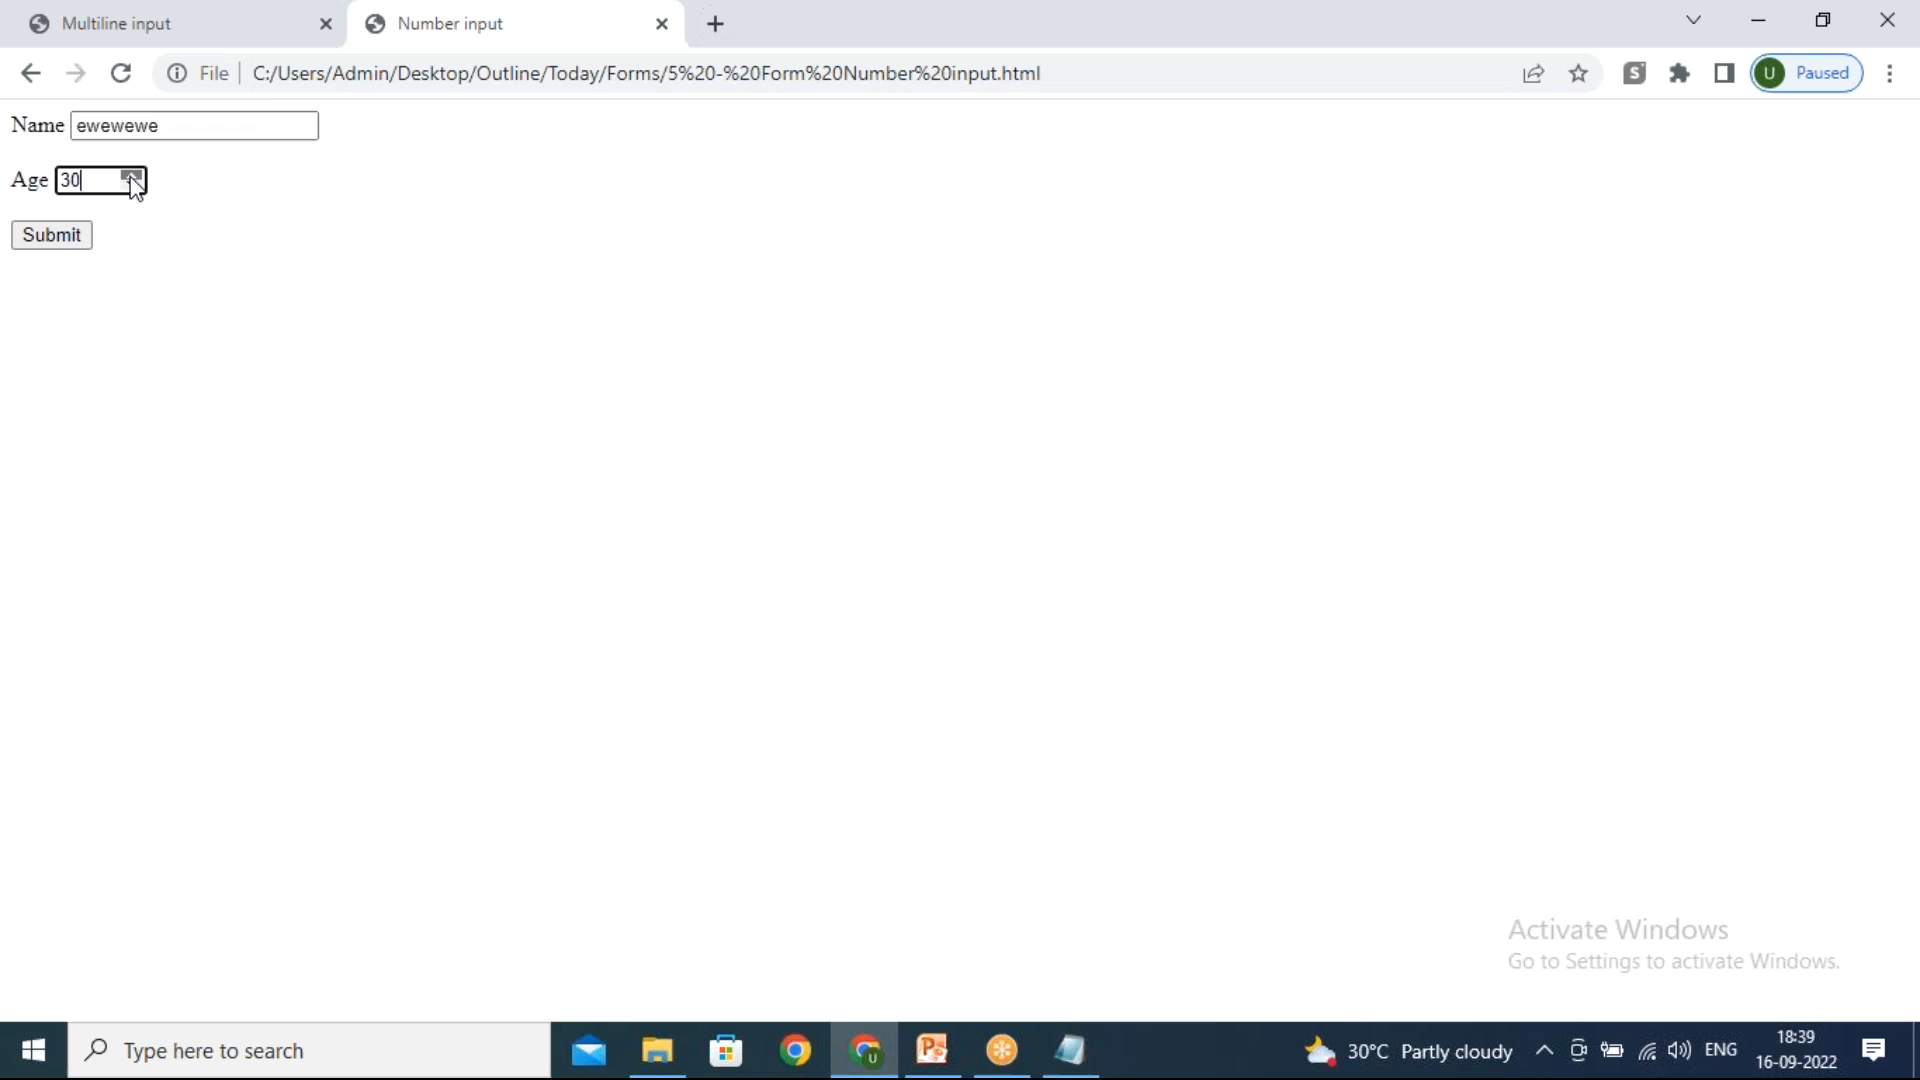 Multiline input
Number input
File
C:/Users/Admin/Desktop/Outline/Today/Forms/5%20-%20Form%20Number%20input.html
S
U
Paused
Name ewewewe
Age 30
Submit
Activate Windows
Go to Settings to activate Windows.
Type here to search
U
P
30°C Partly cloudy
ENG
18:39
16-09-2022